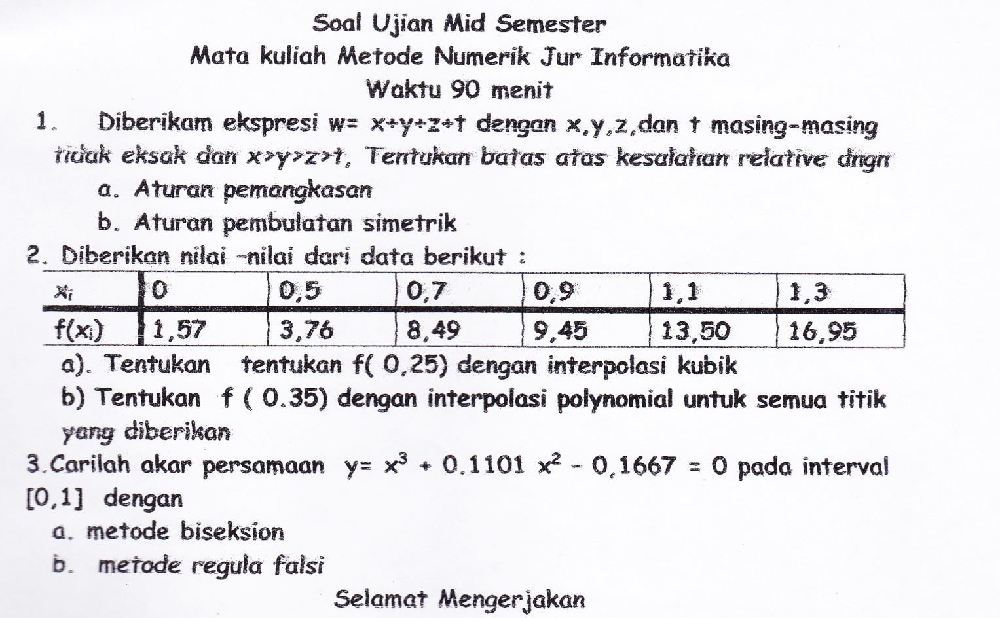 Soal Ujian Mid Semester
Mata kuliah Metode Numerik Jur Informatika
Waktu 90 menit
1. Diberikam ekspresi w= x+y+z+t dengan x,y,z,dan t masing-masing
tidak eksak dan x>y>z>t, Tentukan batas atas kesalahan relative dngn
a. Aturan pemangkasan
b. Aturan pembulatan simetrik
2. Diberikan nilai -nilai dari data berikut :
xᵢ 0 0,5 0,7 0,9 1,1 1,3
f(xᵢ) 1,57 3,76 8,49 9,45 13,50 16,95
a). Tentukan tentukan f( 0,25) dengan interpolasi kubik
b) Tentukan f ( 0.35) dengan interpolasi polynomial untuk semua titik
yang diberikan
3.Carilah akar persamaan y= x³ + 0.1101 x² - 0,1667 = 0 pada interval
[0,1] dengan
a. metode biseksion
b. metode regula falsi
Selamat Mengerjakan